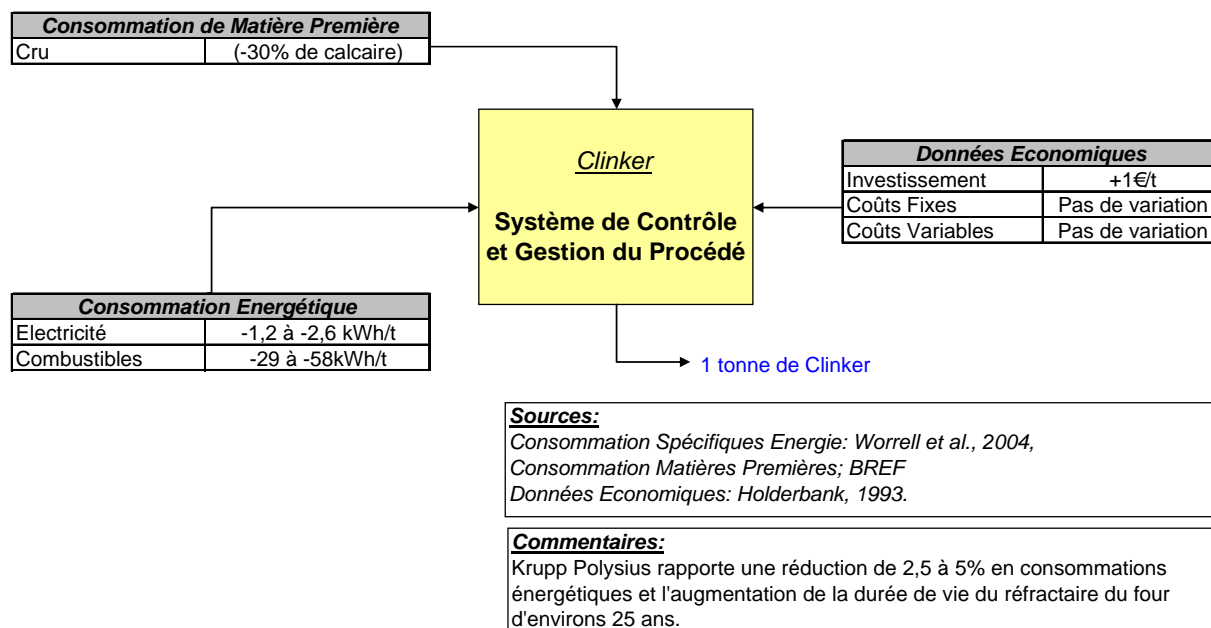 Consommation de Matière Première
Cru (-30% de calcaire)
Clinker
Système de Contrôle
et Gestion du Procédé
Données Economiques
Investissement +1€/t
Coûts Fixes Pas de variation
Coûts Variables Pas de variation
Consommation Energétique
Electricité -1,2 à -2,6 kWh/t
Combustibles -29 à -58kWh/t
1 tonne de Clinker
Sources:
Consommation Spécifiques Energie: Worrell et al., 2004,
Consommation Matières Premières; BREF
Données Economiques: Holderbank, 1993.
Commentaires:
Krupp Polysius rapporte une réduction de 2,5 à 5% en consommations
énergétiques et l'augmentation de la durée de vie du réfractaire du four
d'environs 25 ans.